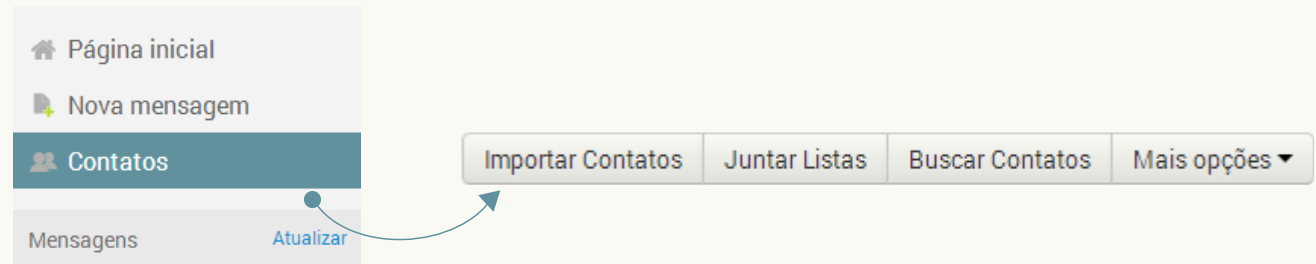 Página inicial
Nova mensagem
Contatos
Mensagens Atualizar
Importar Contatos Juntar Listas Buscar Contatos Mais opções